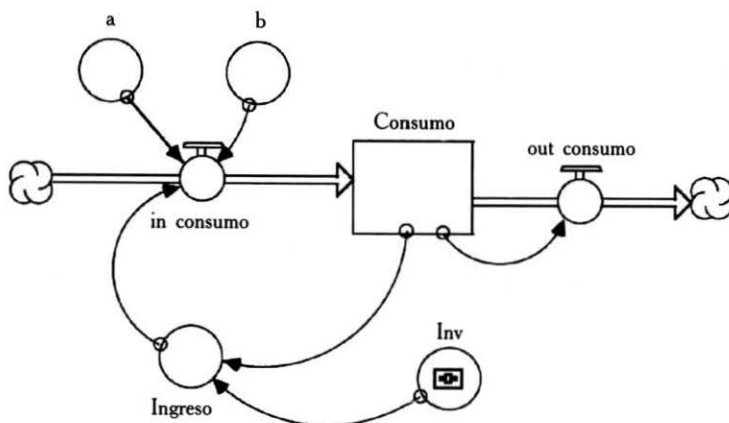 a
b
Consumo
out consumo
in consumo
Inv
Ingreso